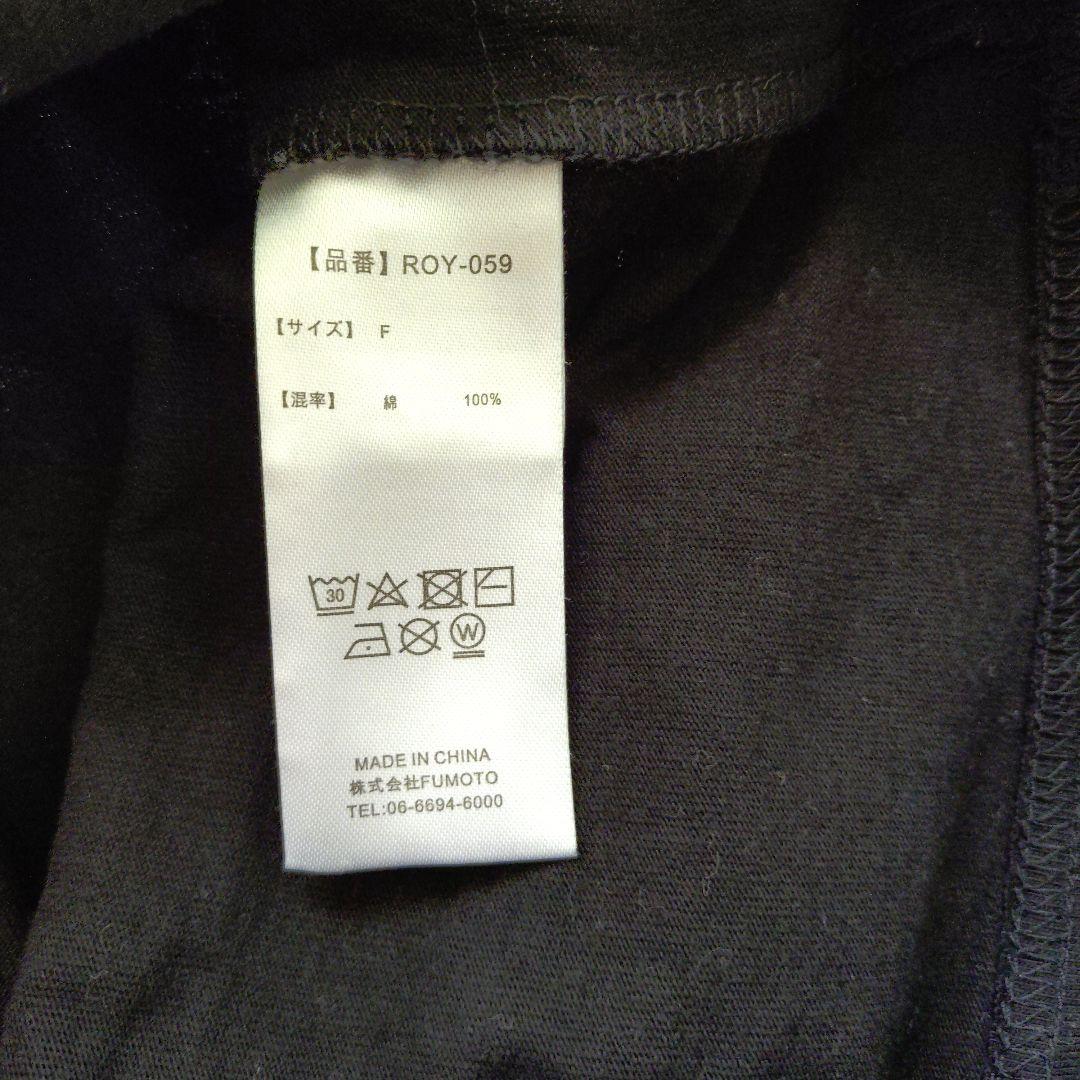 【品番】ROY-059
【サイズ】 F
【混率】 綿 100%
30
W
MADE IN CHINA
株式会社FUMOTO
TEL:06-6694-6000